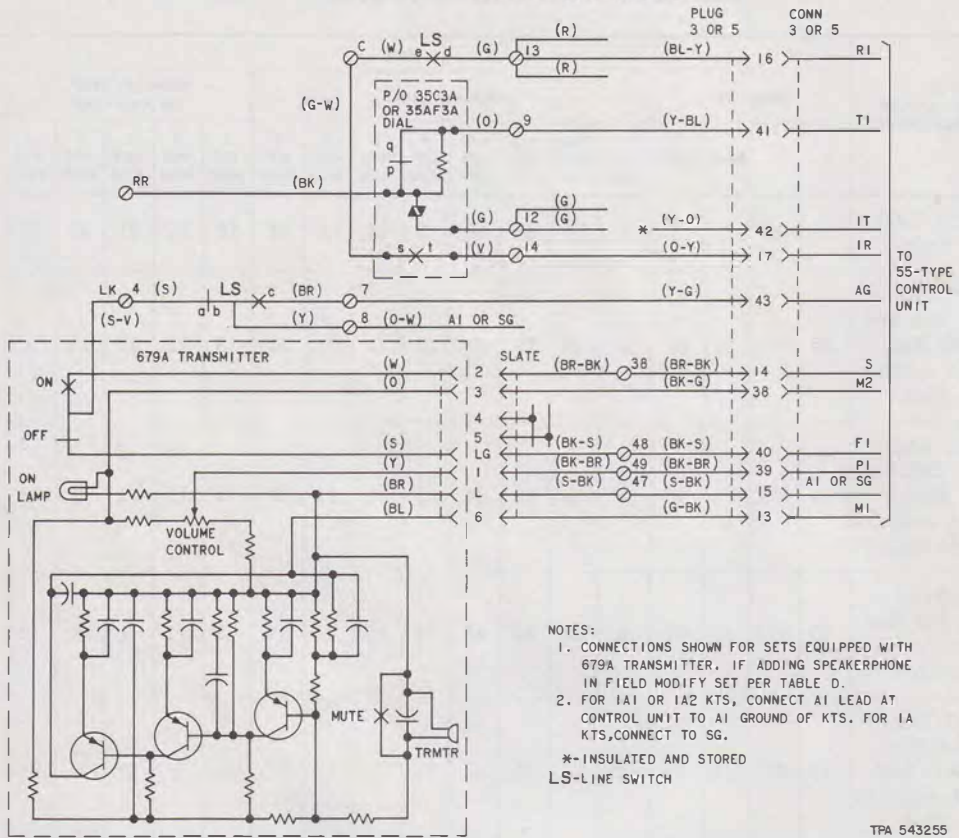 PLUG CONN
3 OR 5 3 OR 5
C (W) LS (G) 13 (R) (BL-Y) 16 R1
e d
(R)
(G-W)
P/O 35C3A
OR 35AF3A
DIAL
(O) 9 (Y-BL) 41 T1
q
p
RR (BK)
(G) 12 (G)
(G)
* (Y-O) 42 1T
s t (V) 14 (O-Y) 17 1R
TO
55-TYPE
CONTROL
UNIT
LK 4 (S) LS c (BR) 7 (Y-G) 43 AG
a b
(S-V) (Y) 8 (O-W) A1 OR SG
679A TRANSMITTER SLATE
ON (W) 2 (BR-BK) 38 (BR-BK) 14 S
(O) 3 (BK-G) 38 M2
4
OFF 5
(S) LG (BK-S) 48 (BK-S) 40 F1
(Y) 1 (BK-BR) 49 (BK-BR) 39 P1
ON
LAMP
(BR) L (S-BK) 47 (S-BK) 15 A1 OR SG
(BL) 6 (G-BK) 13 M1
VOLUME
CONTROL
MUTE
TRMTR
NOTES:
1. CONNECTIONS SHOWN FOR SETS EQUIPPED WITH
679A TRANSMITTER. IF ADDING SPEAKERPHONE
IN FIELD MODIFY SET PER TABLE D.
2. FOR 1A1 OR 1A2 KTS, CONNECT A1 LEAD AT
CONTROL UNIT TO A1 GROUND OF KTS. FOR 1A
KTS,CONNECT TO SG.
*-INSULATED AND STORED
LS-LINE SWITCH
TPA 543255